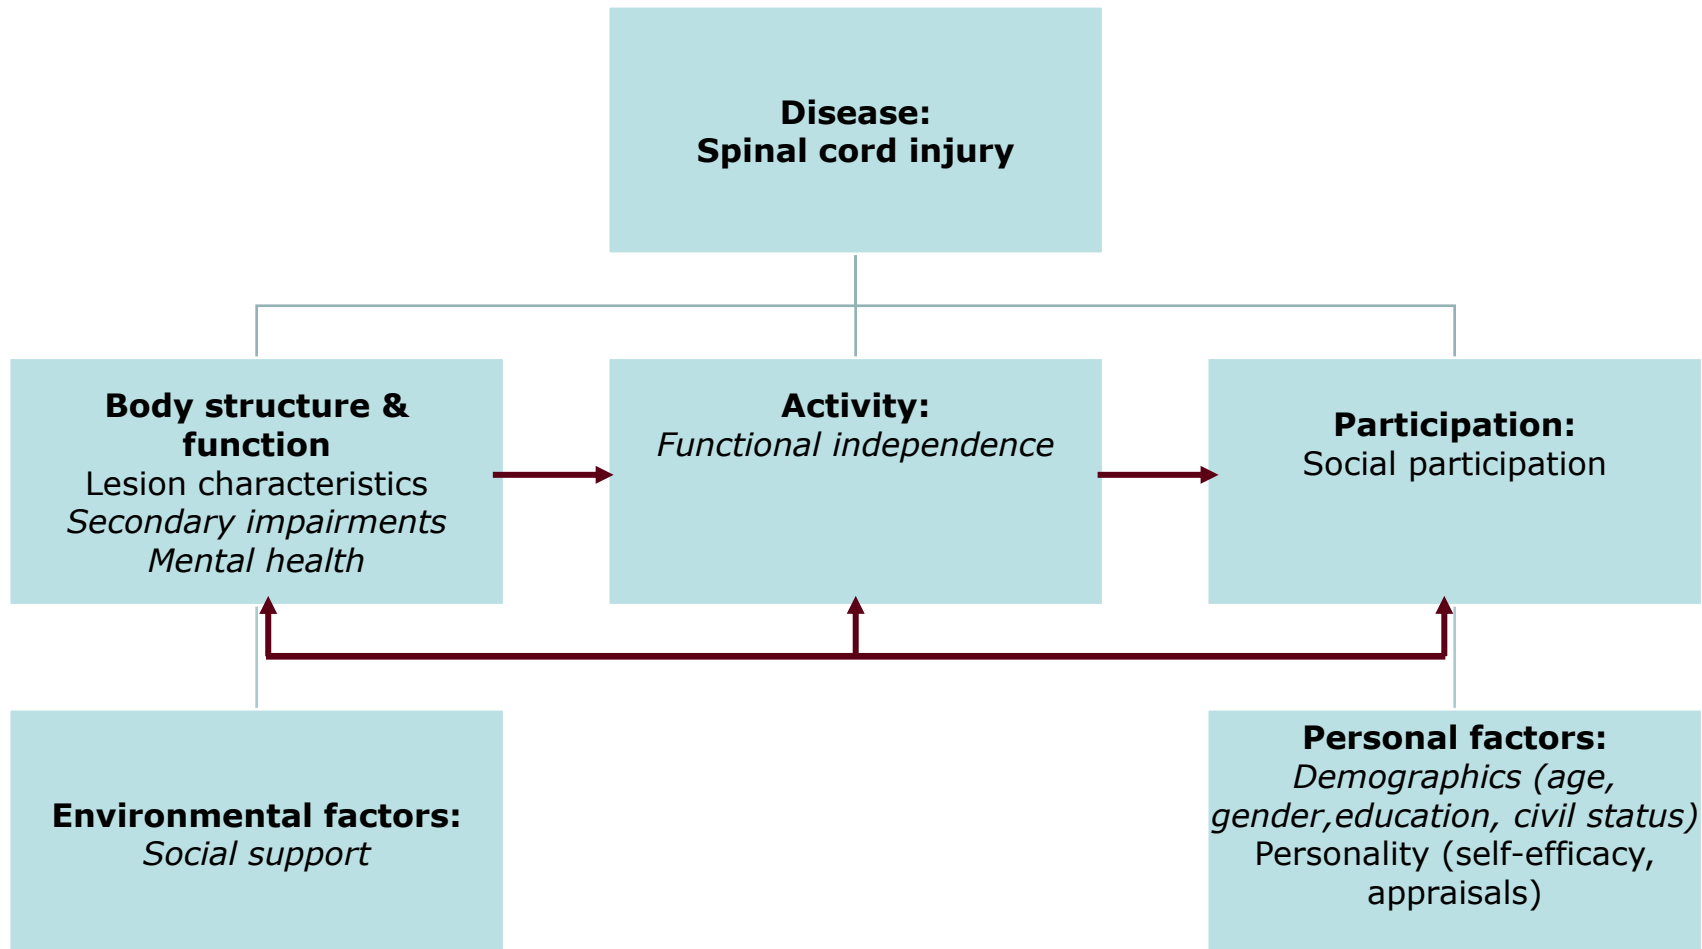 Disease:
Spinal cord injury
Body structure &
function
Lesion characteristics
Secondary impairments
Mental health
Activity:
Functional independence
Participation:
Social participation
Environmental factors:
Social support
Personal factors:
Demographics (age,
gender,education, civil status)
Personality (self-efficacy,
appraisals)